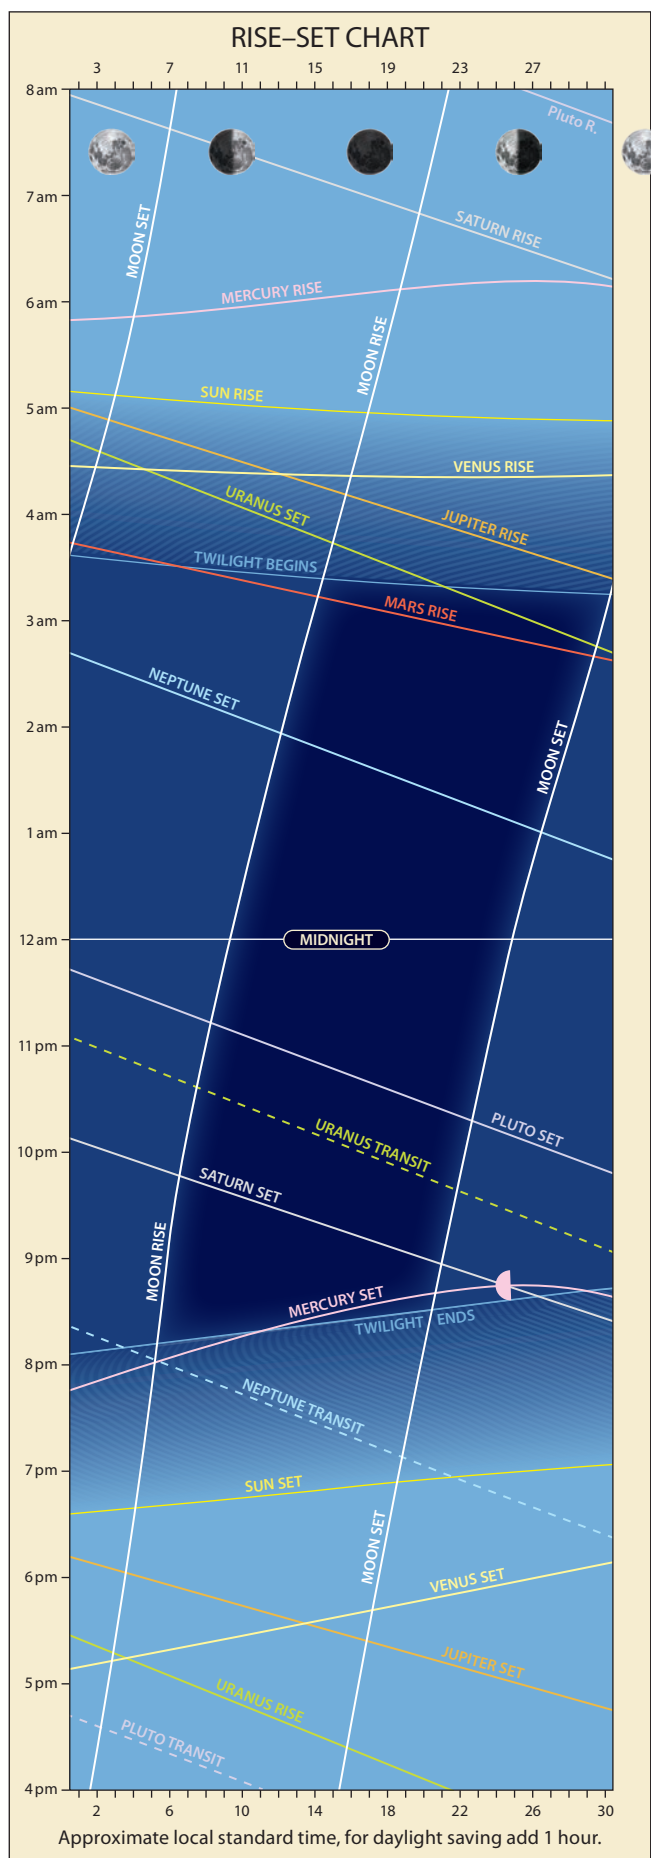 RISE–SET CHART
3 7 11 15 19 23 27
8 am
Pluto R.
7 am
SATURN RISE
MOON SET
MERCURY RISE
6 am
MOON RISE
SUN RISE
5 am
VENUS RISE
URANUS SET
JUPITER RISE
4 am
TWILIGHT BEGINS
MARS RISE
3 am
NEPTUNE SET
2 am
MOON SET
1 am
12 am
MIDNIGHT
11 pm
PLUTO SET
URANUS TRANSIT
10 pm
SATURN SET
9 pm
MOON RISE
MERCURY SET
TWILIGHT ENDS
8 pm
NEPTUNE TRANSIT
7 pm
SUN SET
MOON SET
6 pm
VENUS SET
JUPITER SET
5 pm
URANUS RISE
PLUTO TRANSIT
4 pm
2 6 10 14 18 22 26 30
Approximate local standard time, for daylight saving add 1 hour.